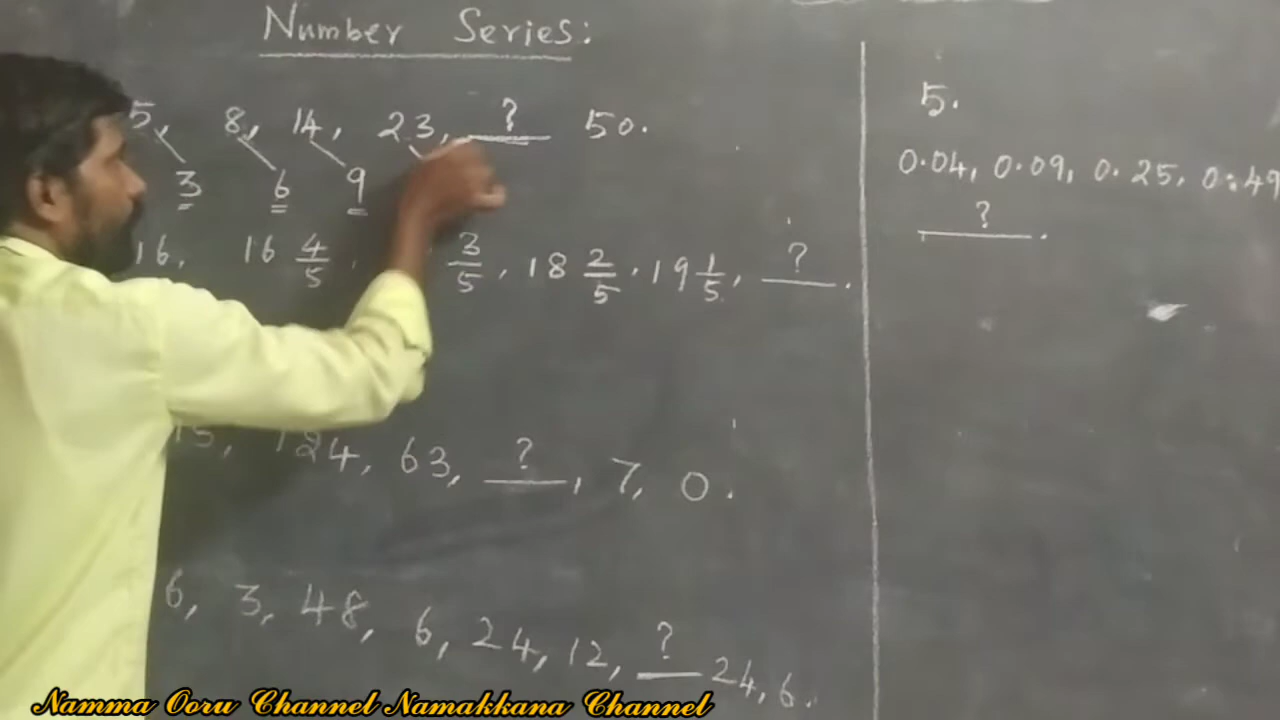 Number Series:
5, 8, 14, 23, ? 50.
3 6 9
16, 16 4/5, 3/5, 18 2/5, 19 1/5, ?.
124, 63, ?, 7, 0.
6, 3, 48, 6, 24, 12, ? 24, 6.
5.
0.04, 0.09, 0.25, 0.49
?.
Namma Ooru Channel Namakkana Channel